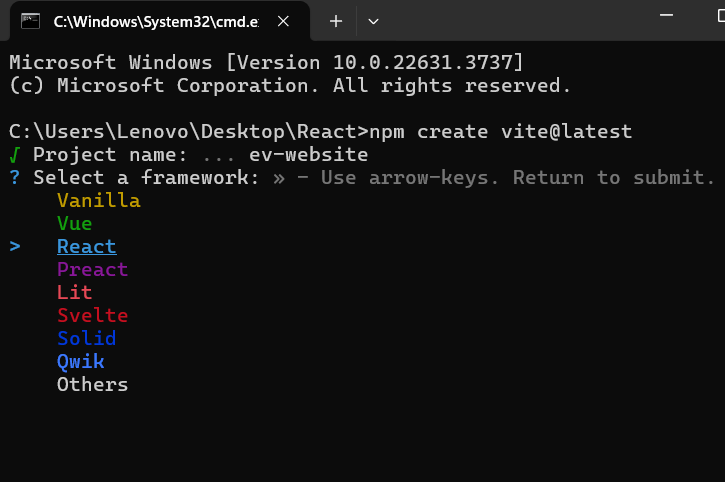 C:\Windows\System32\cmd.e
Microsoft Windows [Version 10.0.22631.3737]
(c) Microsoft Corporation. All rights reserved.
C:\Users\Lenovo\Desktop\React>npm create vite@latest
√ Project name: ... ev-website
? Select a framework: » - Use arrow-keys. Return to submit.
Vanilla
Vue
> React
Preact
Lit
Svelte
Solid
Qwik
Others